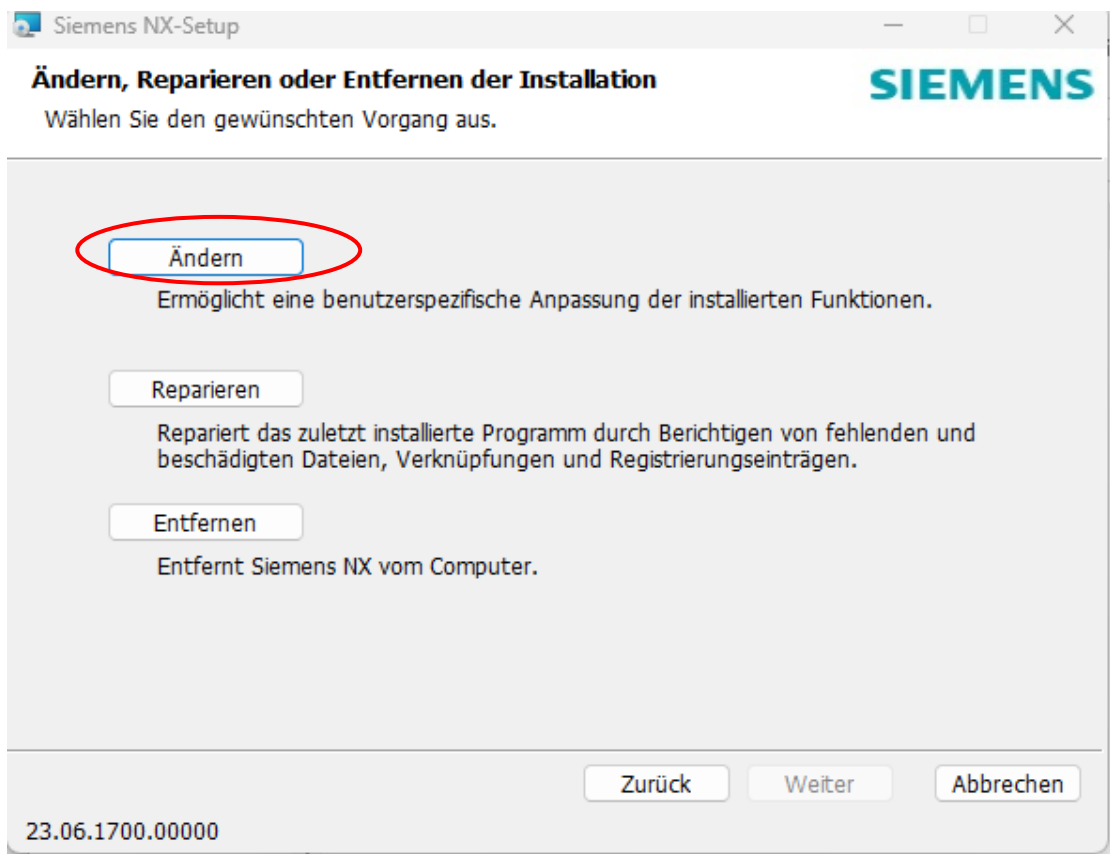 Siemens NX-Setup
Ändern, Reparieren oder Entfernen der Installation
SIEMENS
Wählen Sie den gewünschten Vorgang aus.
Ändern
Ermöglicht eine benutzerspezifische Anpassung der installierten Funktionen.
Reparieren
Repariert das zuletzt installierte Programm durch Berichtigen von fehlenden und
beschädigten Dateien, Verknüpfungen und Registrierungseinträgen.
Entfernen
Entfernt Siemens NX vom Computer.
Zurück
Weiter
Abbrechen
23.06.1700.00000